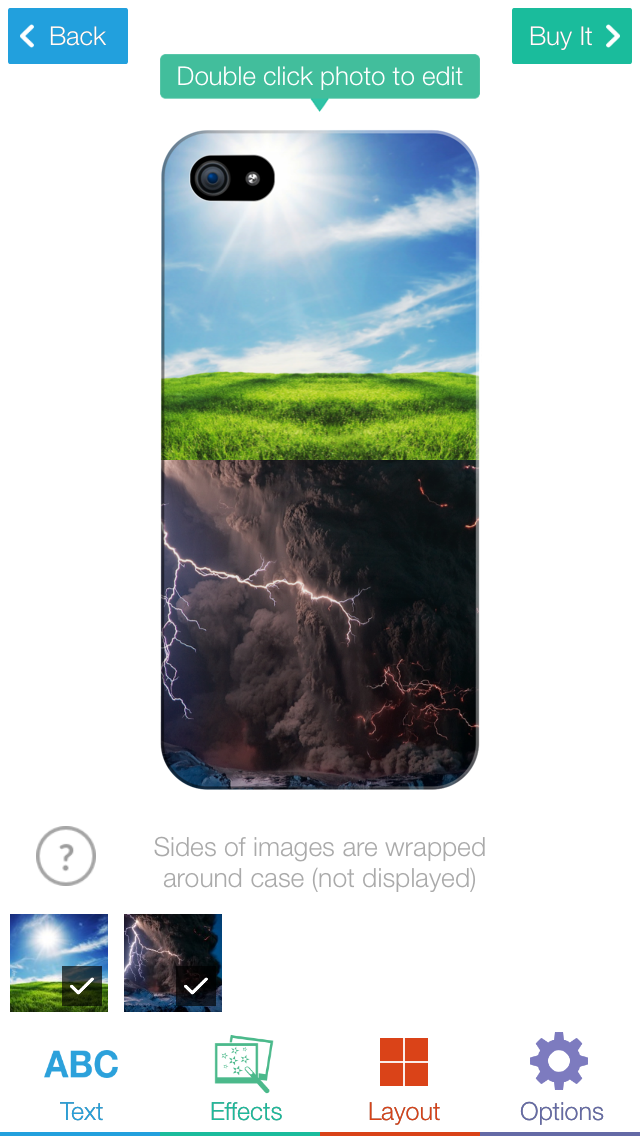 Back
Buy It
Double click photo to edit
?
Sides of images are wrapped
around case (not displayed)
ABC
Text
Effects
Layout
Options